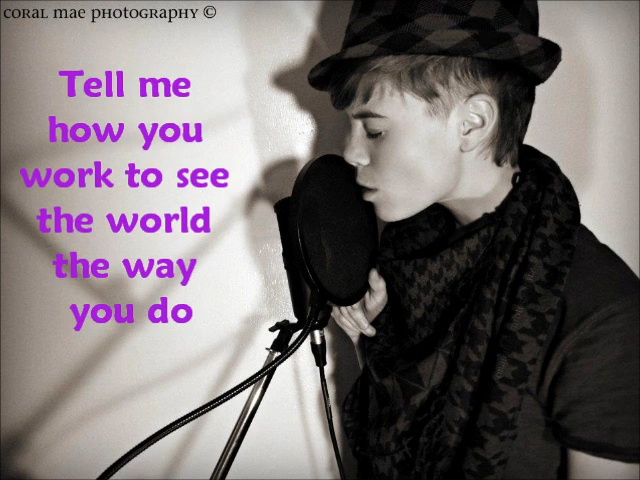 CORAL MAE PHOTOGRAPHY ©
Tell me
how you
work to see
the world
the way
you do